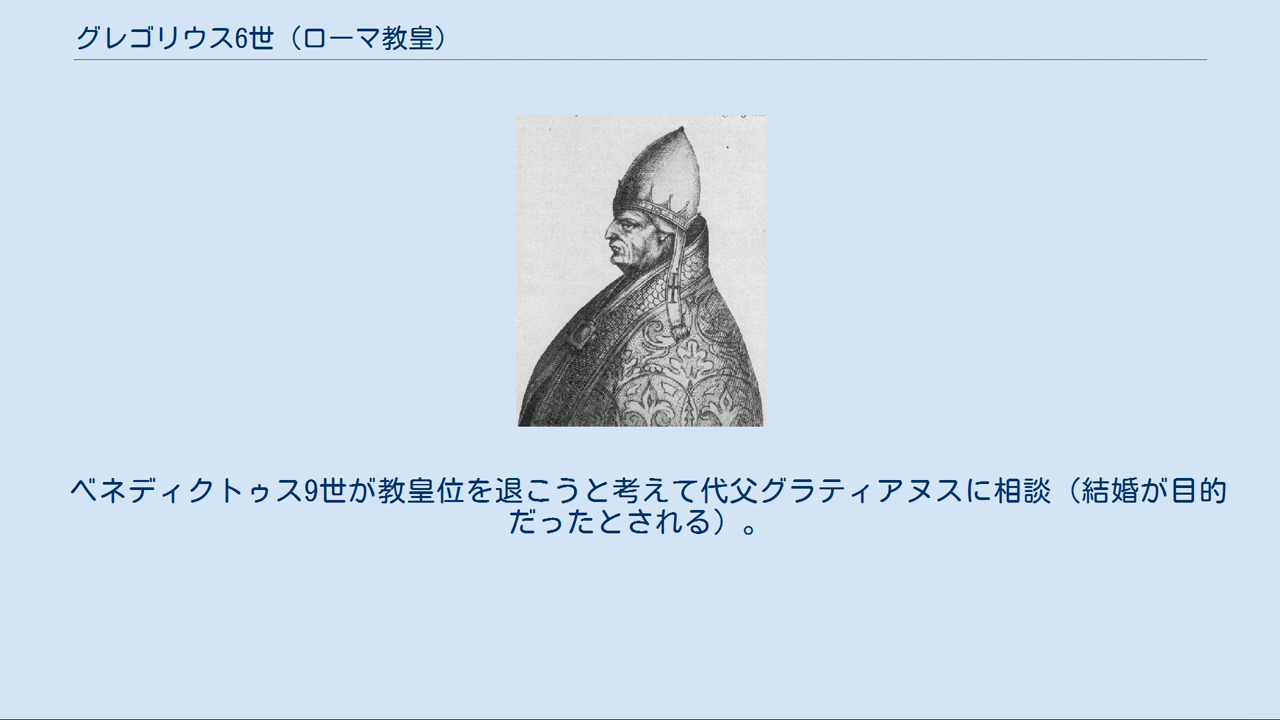 グレゴリウス6世（ローマ教皇）
ベネディクトゥス9世が教皇位を退こうと考えて代父グラティアヌスに相談（結婚が目的
だったとされる）。